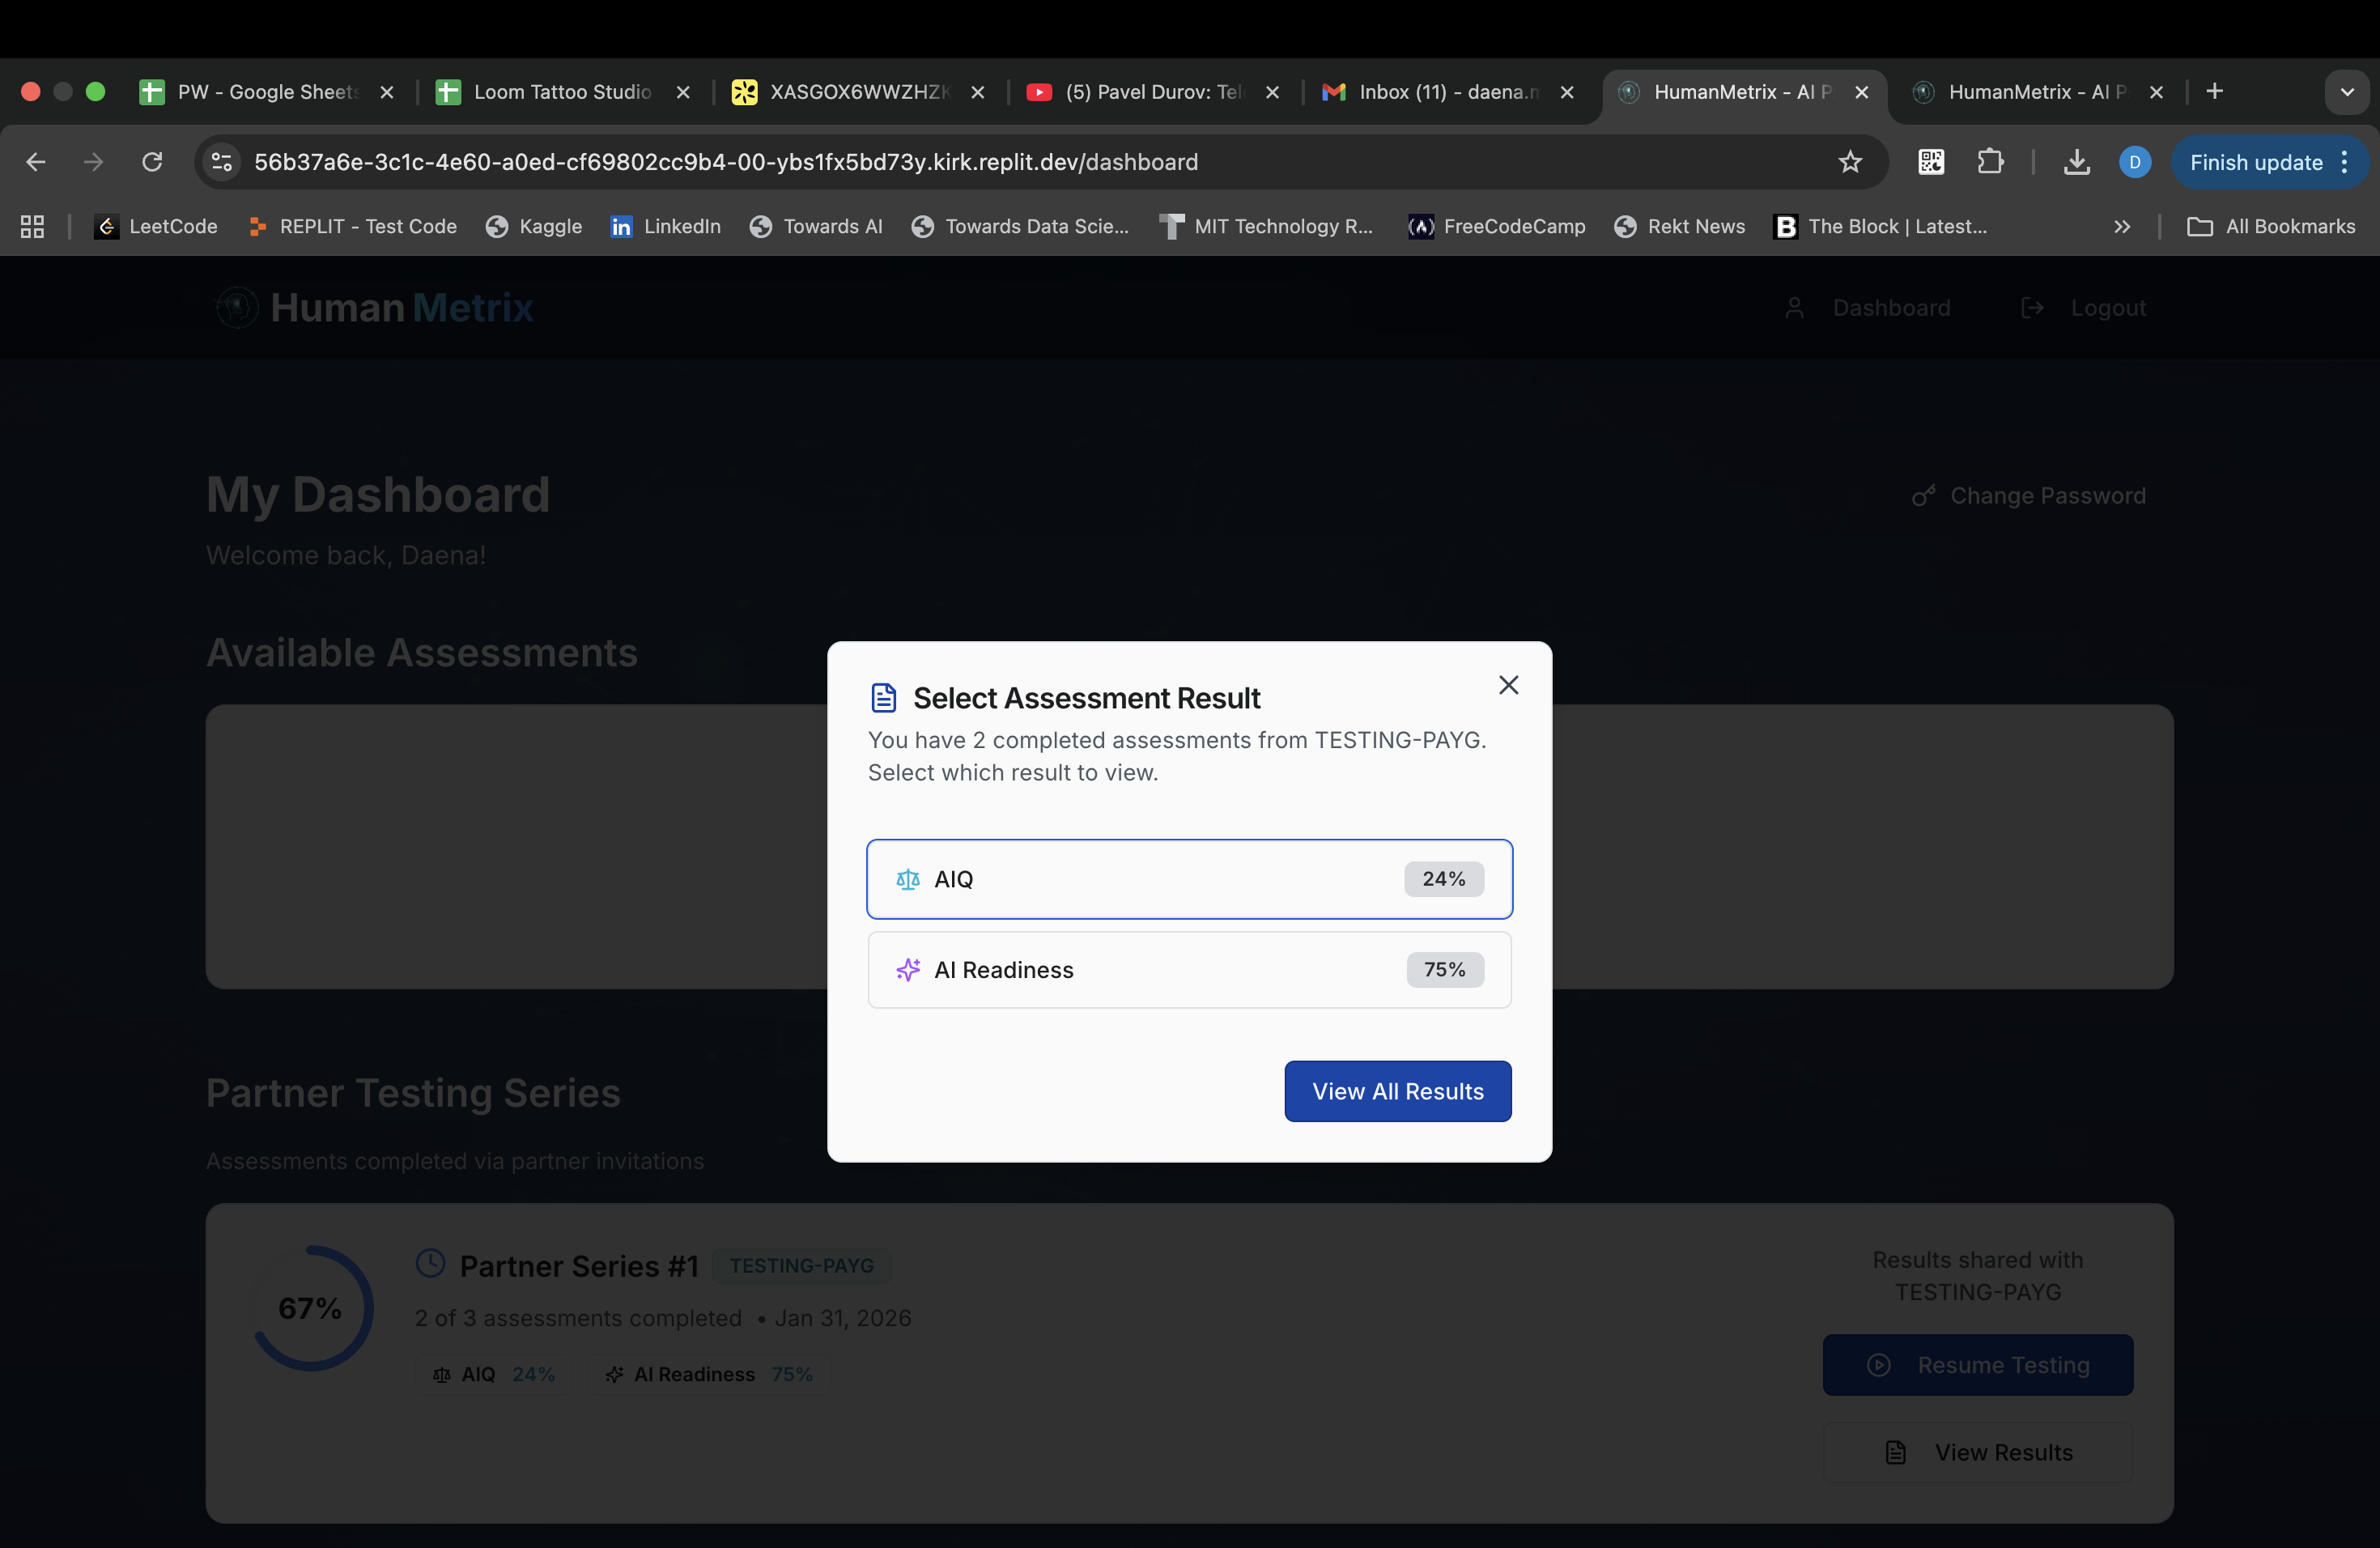 PW - Google Sheets
Loom Tattoo Studio
XASGOX6WWZHZK
(5) Pavel Durov: Tel
Inbox (11) - daena.n
HumanMetrix - AI P
HumanMetrix - AI P
56b37a6e-3c1c-4e60-a0ed-cf69802cc9b4-00-ybs1fx5bd73y.kirk.replit.dev/dashboard
D
Finish update
LeetCode
REPLIT - Test Code
Kaggle
LinkedIn
Towards AI
Towards Data Scie...
MIT Technology R...
FreeCodeCamp
Rekt News
The Block | Latest...
All Bookmarks
Human Metrix
Dashboard
Logout
My Dashboard
Change Password
Welcome back, Daena!
Available Assessments
Select Assessment Result
You have 2 completed assessments from TESTING-PAYG.
Select which result to view.
AIQ
24%
AI Readiness
75%
View All Results
Partner Testing Series
Assessments completed via partner invitations
67%
Partner Series #1
TESTING-PAYG
2 of 3 assessments completed • Jan 31, 2026
AIQ 24%
AI Readiness 75%
Results shared with
TESTING-PAYG
Resume Testing
View Results